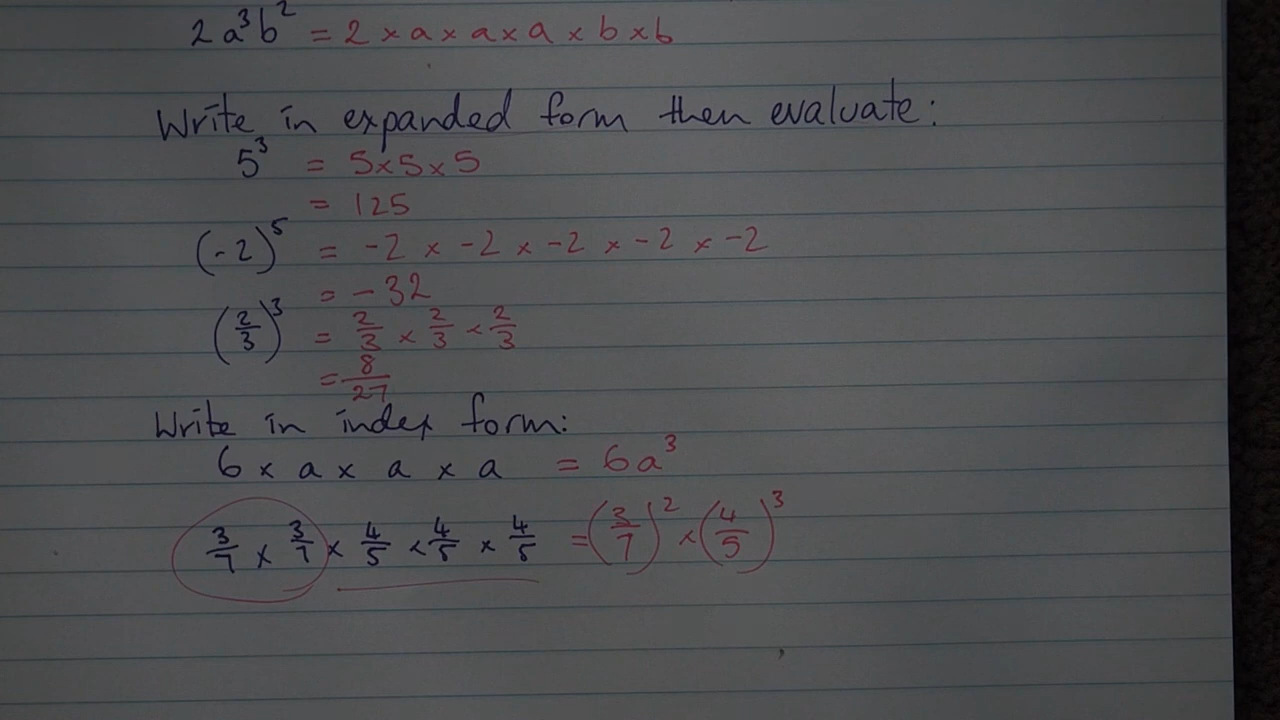 2a³b² = 2 × a × a × a × b × b
Write in expanded form then evaluate:
5³ = 5 × 5 × 5
= 125
(-2)⁵ = -2 × -2 × -2 × -2 × -2
= -32
(2/3)³ = 2/3 × 2/3 × 2/3
= 8/27
Write in index form:
6 × a × a × a = 6a³
3/7 × 3/7 × 4/5 × 4/5 × 4/5 = (3/7)² × (4/5)³